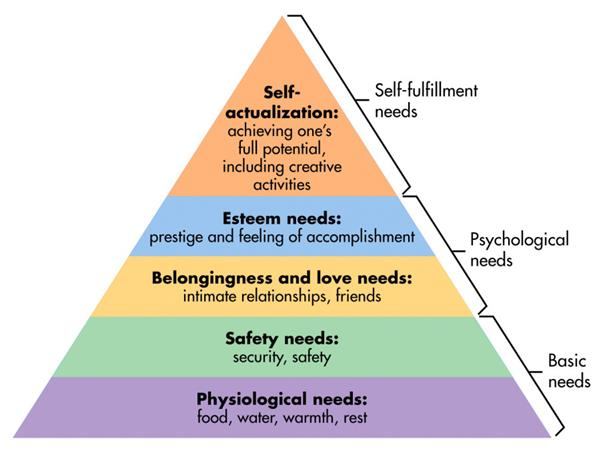 Self-
actualization:
achieving one's
full potential,
including creative
activities
Self-fulfillment
needs
Esteem needs:
prestige and feeling of accomplishment
Psychological
needs
Belongingness and love needs:
intimate relationships, friends
Safety needs:
security, safety
Basic
needs
Physiological needs:
food, water, warmth, rest